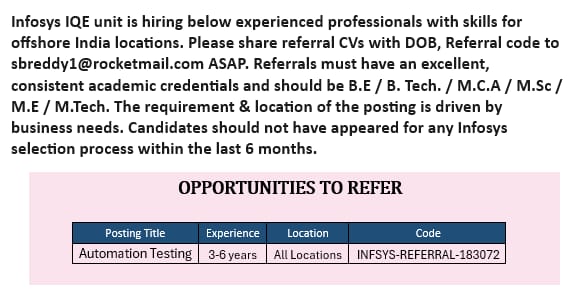 Infosys IQE unit is hiring below experienced professionals with skills for
offshore India locations. Please share referral CVs with DOB, Referral code to
sbreddy1@rocketmail.com ASAP. Referrals must have an excellent,
consistent academic credentials and should be B.E / B. Tech. / M.C.A / M.Sc /
M.E / M.Tech. The requirement & location of the posting is driven by
business needs. Candidates should not have appeared for any Infosys
selection process within the last 6 months.
OPPORTUNITIES TO REFER
Posting Title Experience Location Code
Automation Testing 3-6 years All Locations INFSYS-REFERRAL-183072